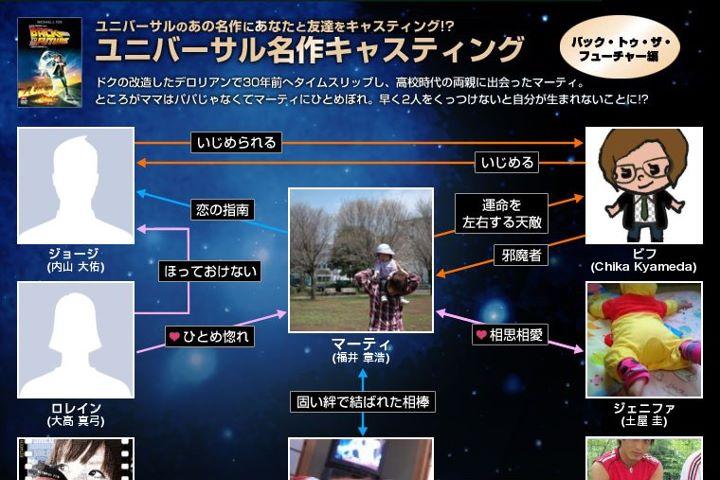 MICHAEL J. FOX
BACK TO THE FUTURE
ユニバーサルのあの名作にあなたと友達をキャスティング!?
ユニバーサル名作キャスティング
バック・トゥ・ザ・
フューチャー編
ドクの改造したデロリアンで30年前へタイムスリップし、高校時代の両親に出会ったマーティ。
ところがママはパパじゃなくてマーティにひとめぼれ。早く2人をくっつけないと自分が生まれないことに!?
いじめられる
いじめる
恋の指南
運命を
左右する天敵
邪魔者
ジョージ
(内山 大佑)
ビフ
(Chika Kyameda)
ほっておけない
ひとめ惚れ
マーティ
(福井 章浩)
相思相愛
固い絆で結ばれた相棒
ロレイン
(大高 真弓)
ジェニファ
(土屋 圭)